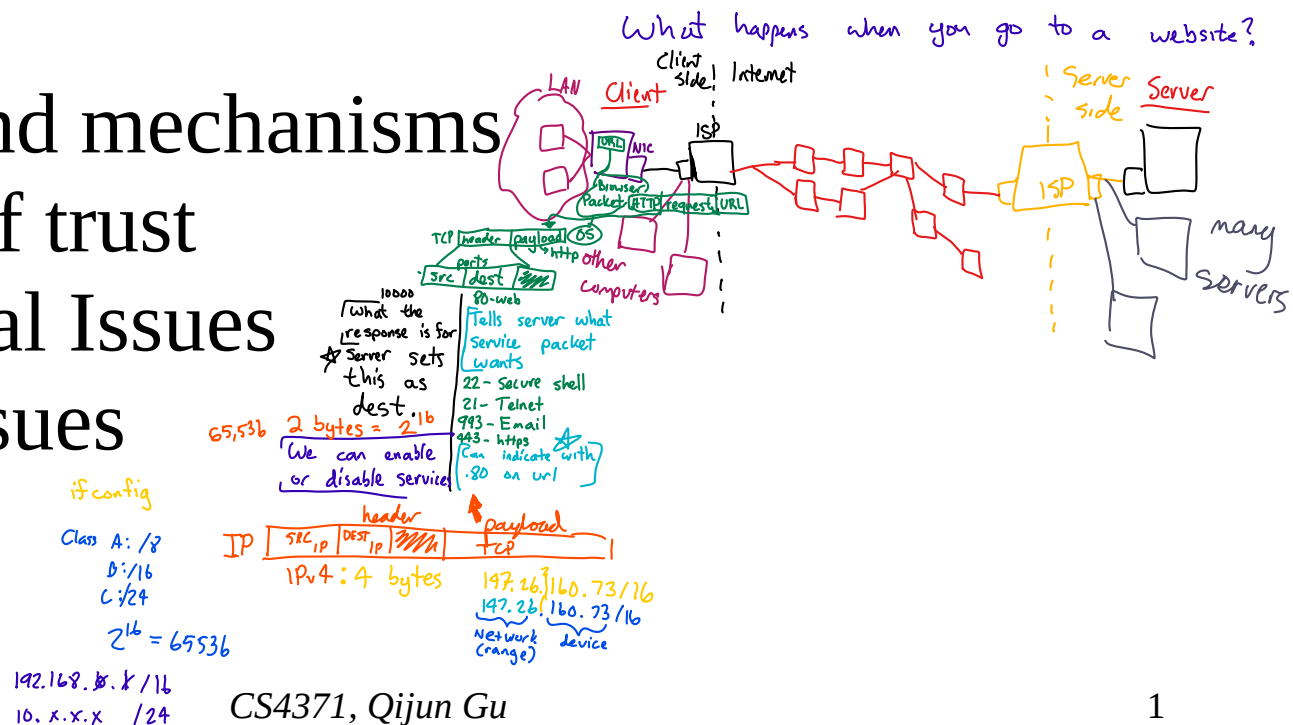 What happens when you go to a website?
nd mechanisms
f trust
al Issues
sues
LAN
Client
Client side
Internet
ISP
Server side
Server
URL
NIC
(Browser)
Packet HTTP request URL
ISP
many servers
TCP header payload OS
http
other computers
ports
src dest
10000
What the
response is for
Server sets
this as
dest.
80-web
Tells server what
service packet
wants
22 - Secure shell
21 - Telnet
993 - Email
443 - https
Can indicate with
.80 on url
65,536 2 bytes = 2^16
We can enable
or disable services
ifconfig
Class A: /8
B: /16
C: /24
2^16 = 65536
192.168.x.x /16
10. x.x.x /24
header
payload
IP SRC IP DEST IP TCP
IPv4 : 4 bytes
147.26. 160.73/16
147.26. 160.73/16
Network (range)
device
CS4371, Qijun Gu
1